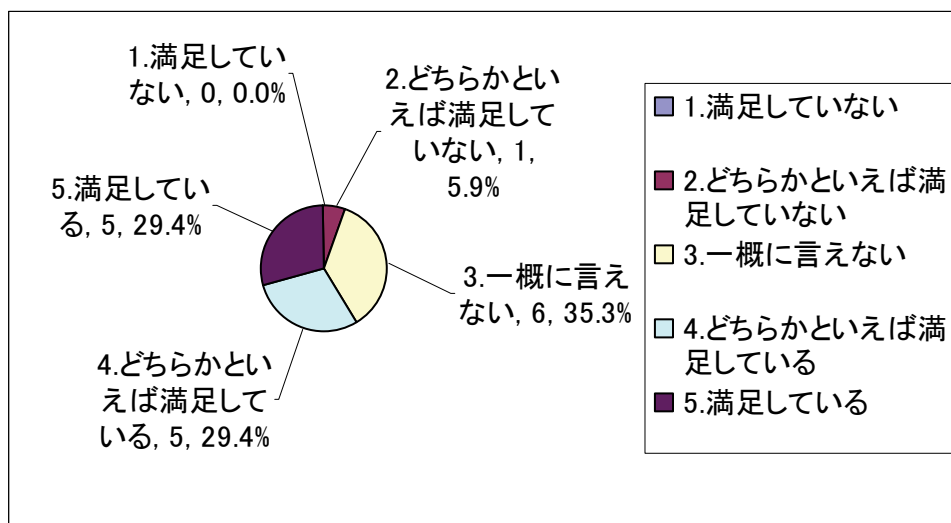 1.満足してい
ない, 0, 0.0%
2.どちらかとい
えば満足して
いない, 1,
5.9%
3.一概に言え
ない, 6, 35.3%
4.どちらかとい
えば満足して
いる, 5, 29.4%
5.満足してい
る, 5, 29.4%
1.満足していない
2.どちらかといえば満
足していない
3.一概に言えない
4.どちらかといえば満
足している
5.満足している